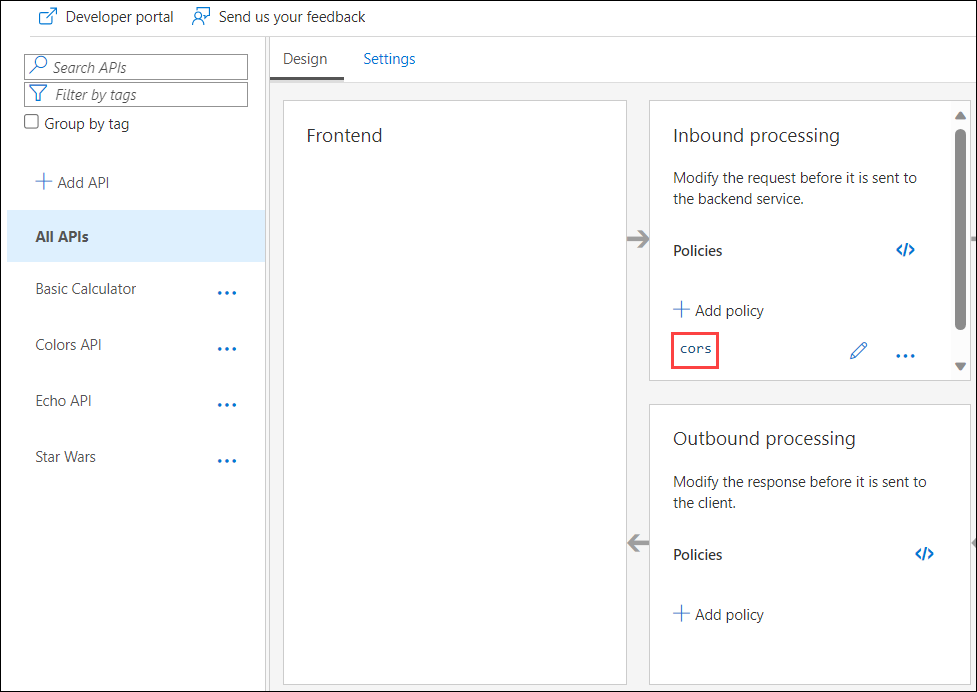 Developer portal
Send us your feedback
Search APIs
Filter by tags
Group by tag
Add API
All APIs
Basic Calculator
Colors API
Echo API
Star Wars
Design
Settings
Frontend
Inbound processing
Modify the request before it is sent to
the backend service.
Policies
</>
Add policy
cors
Outbound processing
Modify the response before it is sent to
the client.
Policies
</>
Add policy